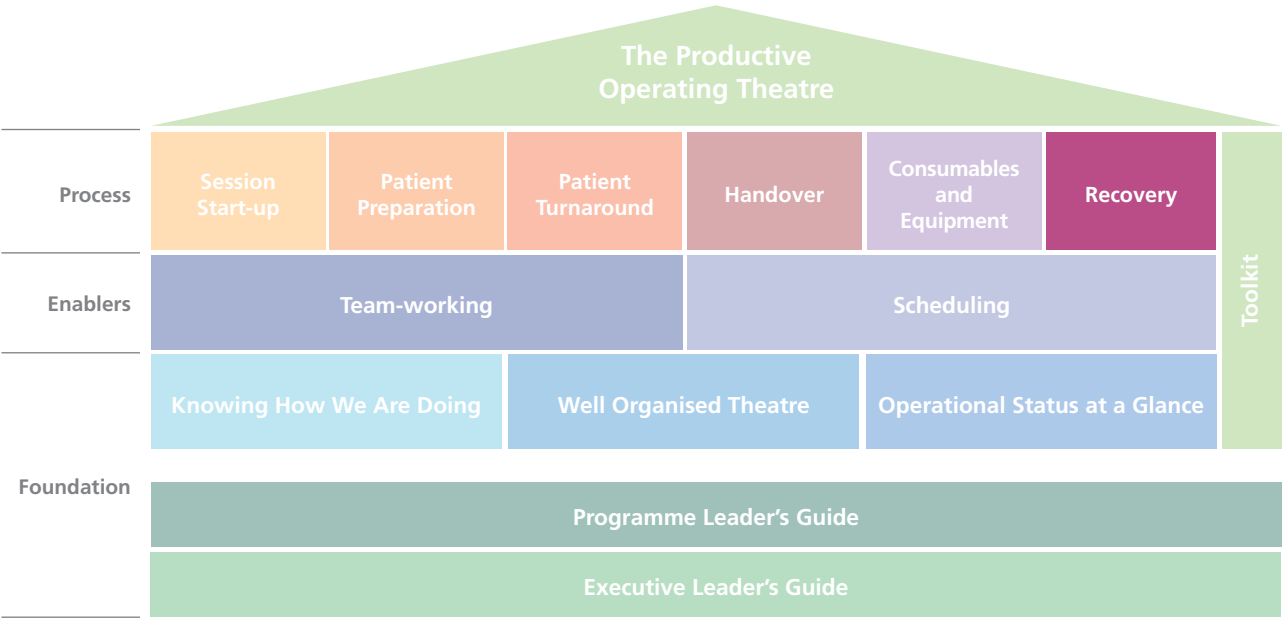 The Productive
Operating Theatre
Process
Session
Start-up
Patient
Preparation
Patient
Turnaround
Handover
Consumables
and
Equipment
Recovery
Toolkit
Enablers
Team-working
Scheduling
Foundation
Knowing How We Are Doing
Well Organised Theatre
Operational Status at a Glance
Programme Leader’s Guide
Executive Leader’s Guide